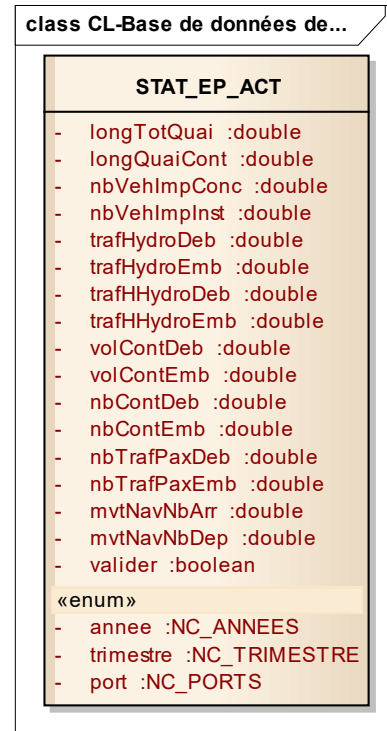 class CL-Base de données de...
STAT_EP_ACT
- longTotQuai :double
- longQuaiCont :double
- nbVehImpConc :double
- nbVehImpInst :double
- trafHydroDeb :double
- trafHydroEmb :double
- trafHHydroDeb :double
- trafHHydroEmb :double
- volContDeb :double
- volContEmb :double
- nbContDeb :double
- nbContEmb :double
- nbTrafPaxDeb :double
- nbTrafPaxEmb :double
- mvtNavNbArr :double
- mvtNavNbDep :double
- valider :boolean
«enum»
- annee :NC_ANNEES
- trimestre :NC_TRIMESTRE
- port :NC_PORTS